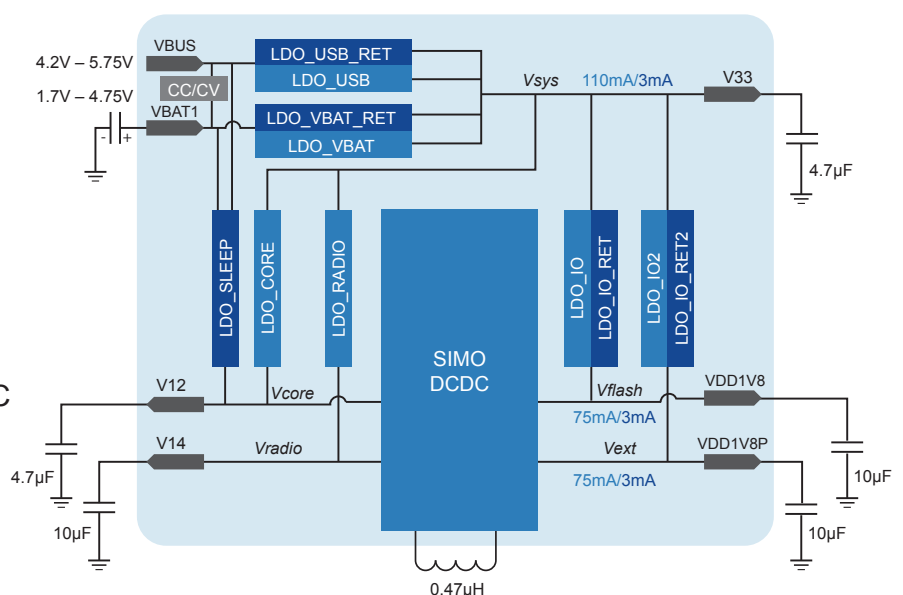 VBUS
4.2V – 5.75V
CC/CV
1.7V – 4.75V
VBAT1
- +
LDO_USB_RET
LDO_USB
LDO_VBAT_RET
LDO_VBAT
Vsys
110mA/3mA
V33
4.7µF
LDO_SLEEP
LDO_CORE
LDO_RADIO
SIMO
DCDC
LDO_IO
LDO_IO_RET
LDO_IO2
LDO_IO_RET2
C
V12
Vcore
Vflash
75mA/3mA
VDD1V8
V14
Vradio
Vext
75mA/3mA
VDD1V8P
4.7µF
10µF
10µF
10µF
0.47µH